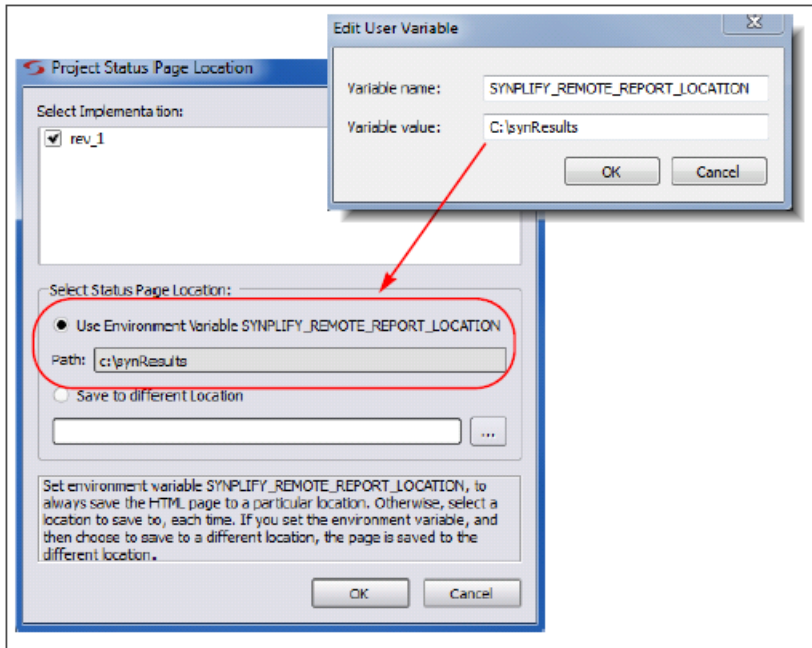 Edit User Variable
Variable name: SYNPLIFY_REMOTE_REPORT_LOCATION
Variable value: C:\synResults
OK Cancel
Project Status Page Location
Select Implementation:
rev_1
Select Status Page Location:
Use Environment Variable SYNPLIFY_REMOTE_REPORT_LOCATION
Path: c:\synResults
Save to different Location
...
Set environment variable SYNPLIFY_REMOTE_REPORT_LOCATION, to
always save the HTML page to a particular location. Otherwise, select a
location to save to, each time. If you set the environment variable, and
then choose to save to a different location, the page is saved to the
different location.
OK Cancel